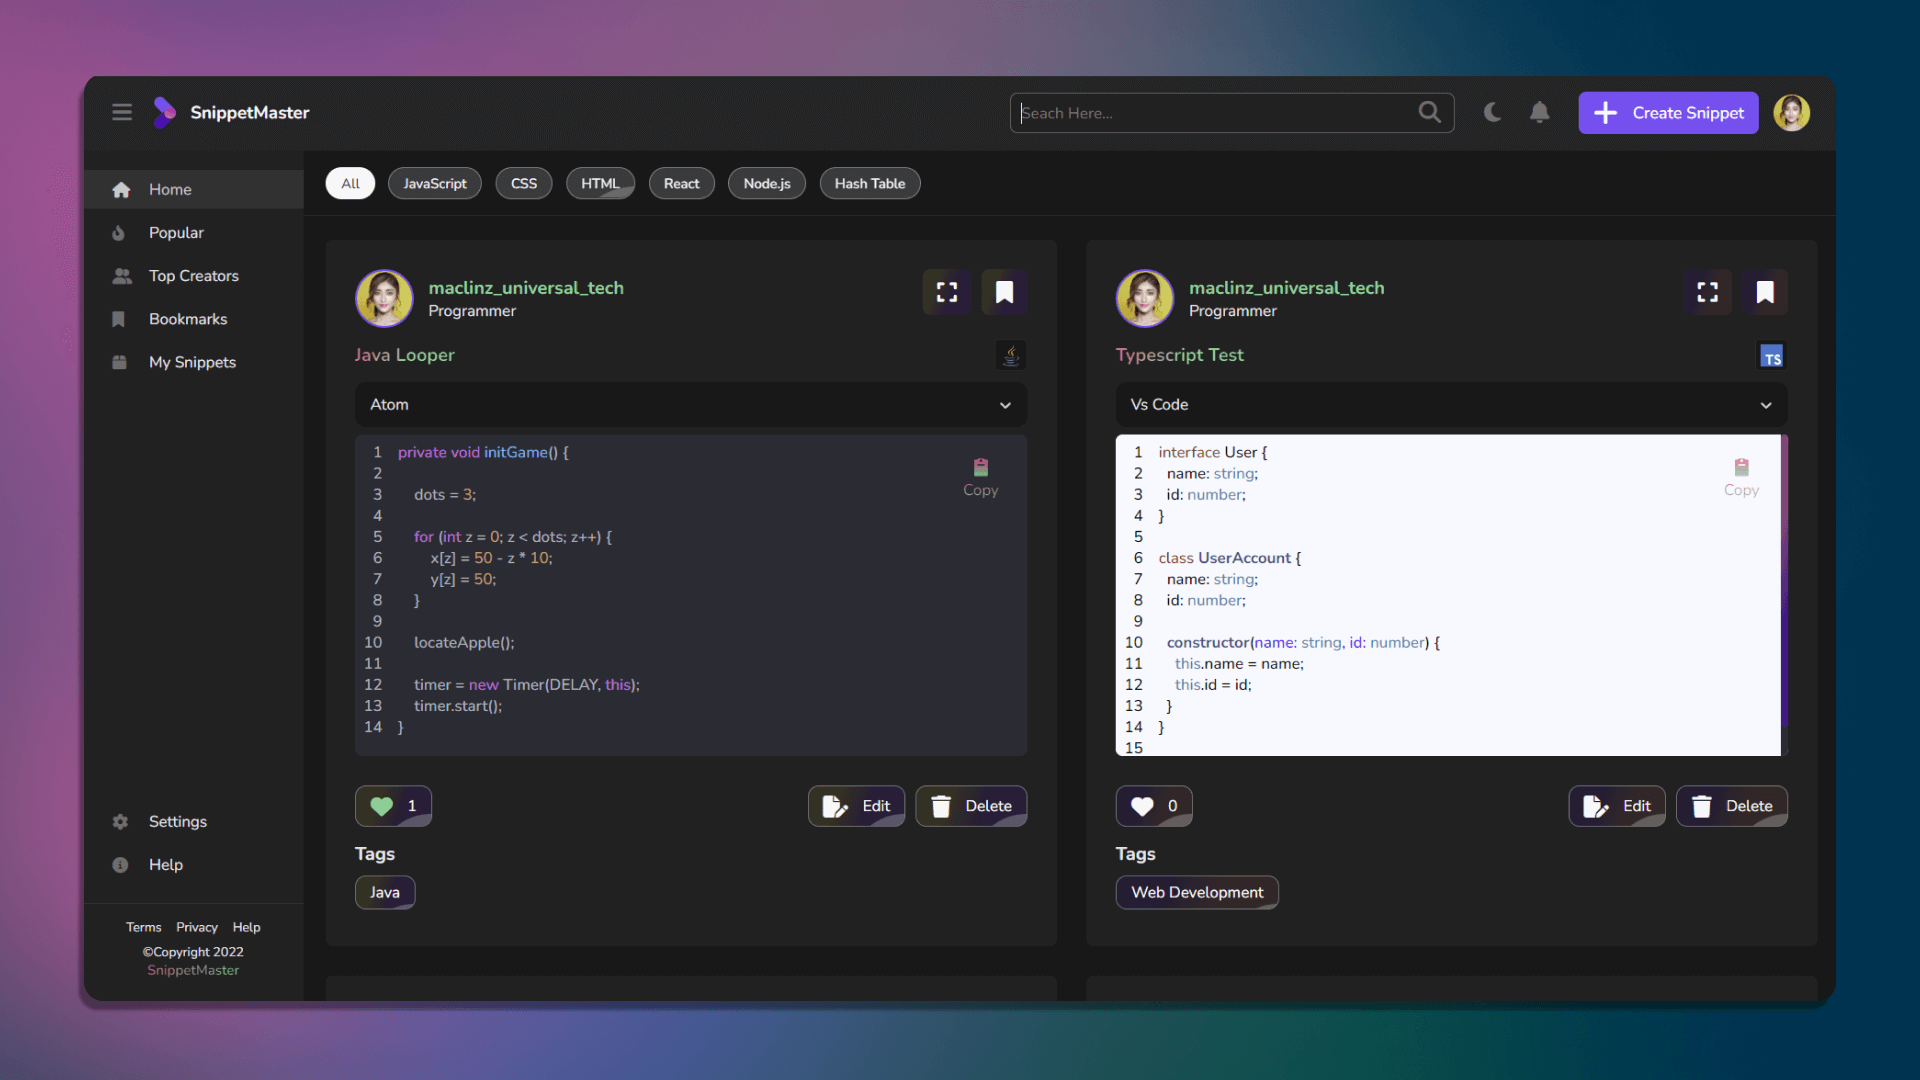 SnippetMaster
Seach Here...
Create Snippet
Home
Popular
Top Creators
Bookmarks
My Snippets
Settings
Help
Terms Privacy Help
©Copyright 2022
SnippetMaster
All JavaScript CSS HTML React Node.js Hash Table
maclinz_universal_tech
Programmer
Java Looper
Atom
Copy
1 private void initGame() {
2
3 dots = 3;
4
5 for (int z = 0; z < dots; z++) {
6 x[z] = 50 - z * 10;
7 y[z] = 50;
8 }
9
10 locateApple();
11
12 timer = new Timer(DELAY, this);
13 timer.start();
14 }
1 Edit Delete
Tags
Java
maclinz_universal_tech
Programmer
Typescript Test
TS
Vs Code
Copy
1 interface User {
2 name: string;
3 id: number;
4 }
5
6 class UserAccount {
7 name: string;
8 id: number;
9
10 constructor(name: string, id: number) {
11 this.name = name;
12 this.id = id;
13 }
14 }
15
0 Edit Delete
Tags
Web Development